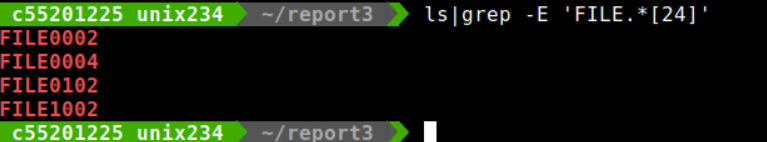 c55201225 unix234 ~/report3 ls|grep -E 'FILE.*[24]'
FILE0002
FILE0004
FILE0102
FILE1002
c55201225 unix234 ~/report3